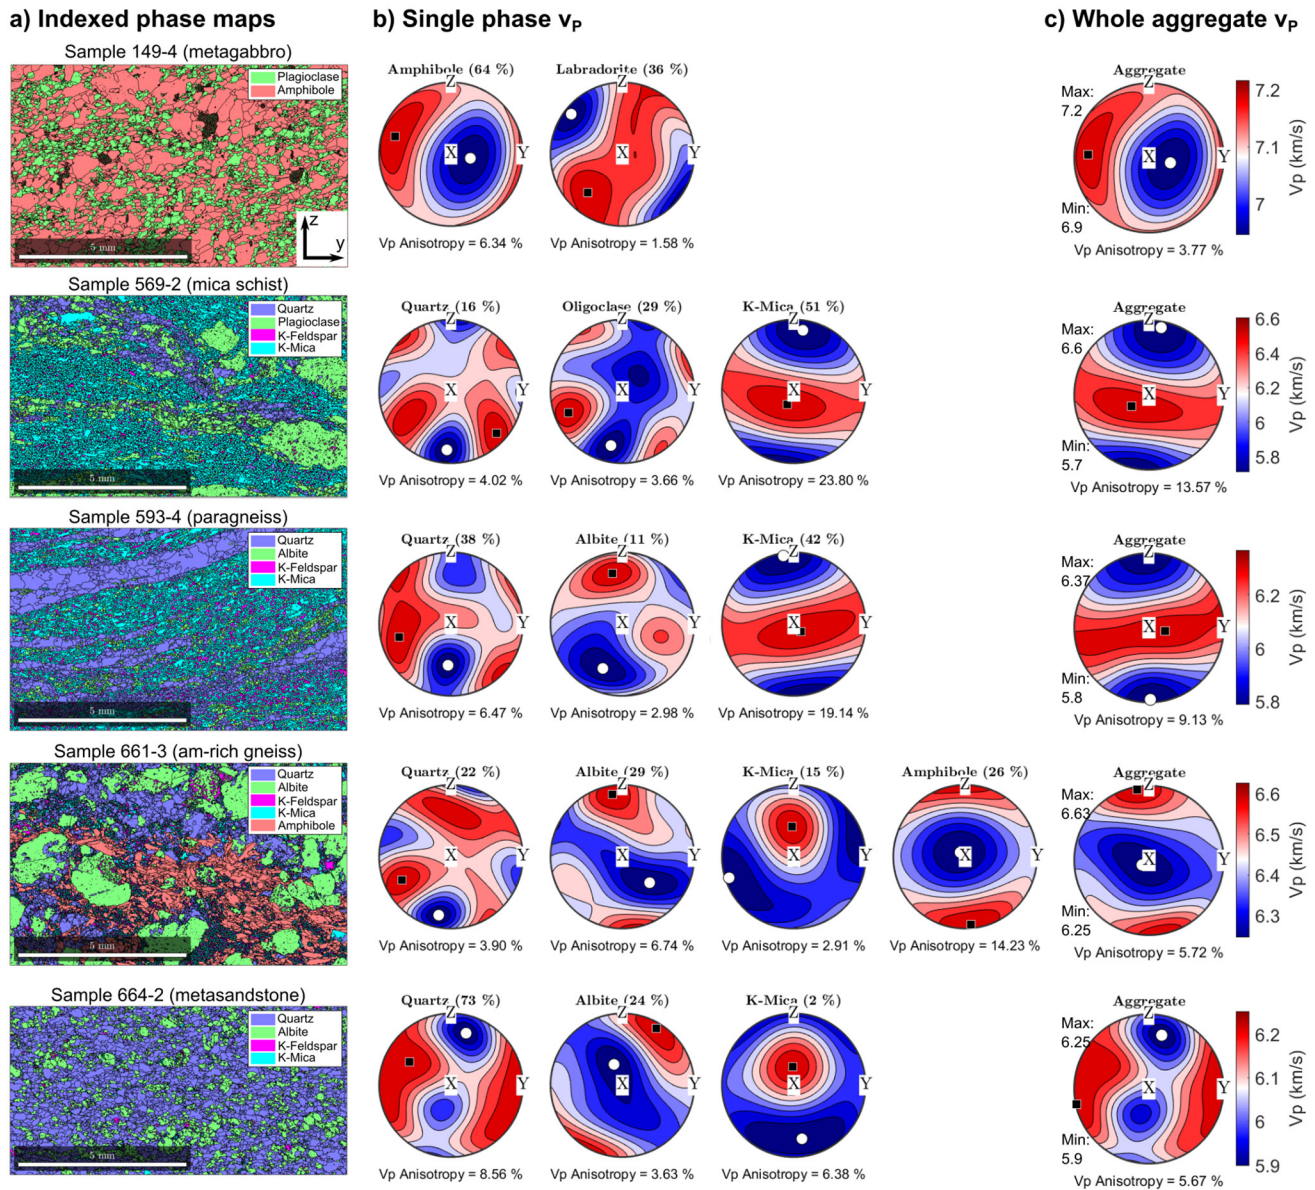 a) Indexed phase maps
b) Single phase vP
c) Whole aggregate vP
Sample 149-4 (metagabbro)
Plagioclase
Amphibole
5 mm
z
y
Amphibole (64 %)
Z
X
Y
Vp Anisotropy = 6.34 %
Labradorite (36 %)
Z
X
Y
Vp Anisotropy = 1.58 %
Aggregate
Max:
7.2
Min:
6.9
Z
X
Y
Vp Anisotropy = 3.77 %
7.2
7.1
7
Vp (km/s)
Sample 569-2 (mica schist)
Quartz
Plagioclase
K-Feldspar
K-Mica
5 mm
Quartz (16 %)
Z
X
Y
Vp Anisotropy = 4.02 %
Oligoclase (29 %)
Z
X
Y
Vp Anisotropy = 3.66 %
K-Mica (51 %)
Z
X
Y
Vp Anisotropy = 23.80 %
Aggregate
Max:
6.6
Min:
5.7
Z
X
Y
Vp Anisotropy = 13.57 %
6.6
6.4
6.2
6
5.8
Vp (km/s)
Sample 593-4 (paragneiss)
Quartz
Albite
K-Feldspar
K-Mica
5 mm
Quartz (38 %)
Z
X
Y
Vp Anisotropy = 6.47 %
Albite (11 %)
Z
X
Y
Vp Anisotropy = 2.98 %
K-Mica (42 %)
Z
X
Y
Vp Anisotropy = 19.14 %
Aggregate
Max:
6.37
Min:
5.8
Z
X
Y
Vp Anisotropy = 9.13 %
6.2
6
5.8
Vp (km/s)
Sample 661-3 (am-rich gneiss)
Quartz
Albite
K-Feldspar
K-Mica
Amphibole
5 mm
Quartz (22 %)
Z
X
Y
Vp Anisotropy = 3.90 %
Albite (29 %)
Z
X
Y
Vp Anisotropy = 6.74 %
K-Mica (15 %)
Z
X
Y
Vp Anisotropy = 2.91 %
Amphibole (26 %)
Z
X
Y
Vp Anisotropy = 14.23 %
Aggregate
Max:
6.63
Min:
6.25
Z
X
Y
Vp Anisotropy = 5.72 %
6.6
6.5
6.4
6.3
Vp (km/s)
Sample 664-2 (metasandstone)
Quartz
Albite
K-Feldspar
K-Mica
5 mm
Quartz (73 %)
Z
X
Y
Vp Anisotropy = 8.56 %
Albite (24 %)
Z
X
Y
Vp Anisotropy = 3.63 %
K-Mica (2 %)
Z
X
Y
Vp Anisotropy = 6.38 %
Aggregate
Max:
6.25
Min:
5.9
Z
X
Y
Vp Anisotropy = 5.67 %
6.2
6.1
6
5.9
Vp (km/s)